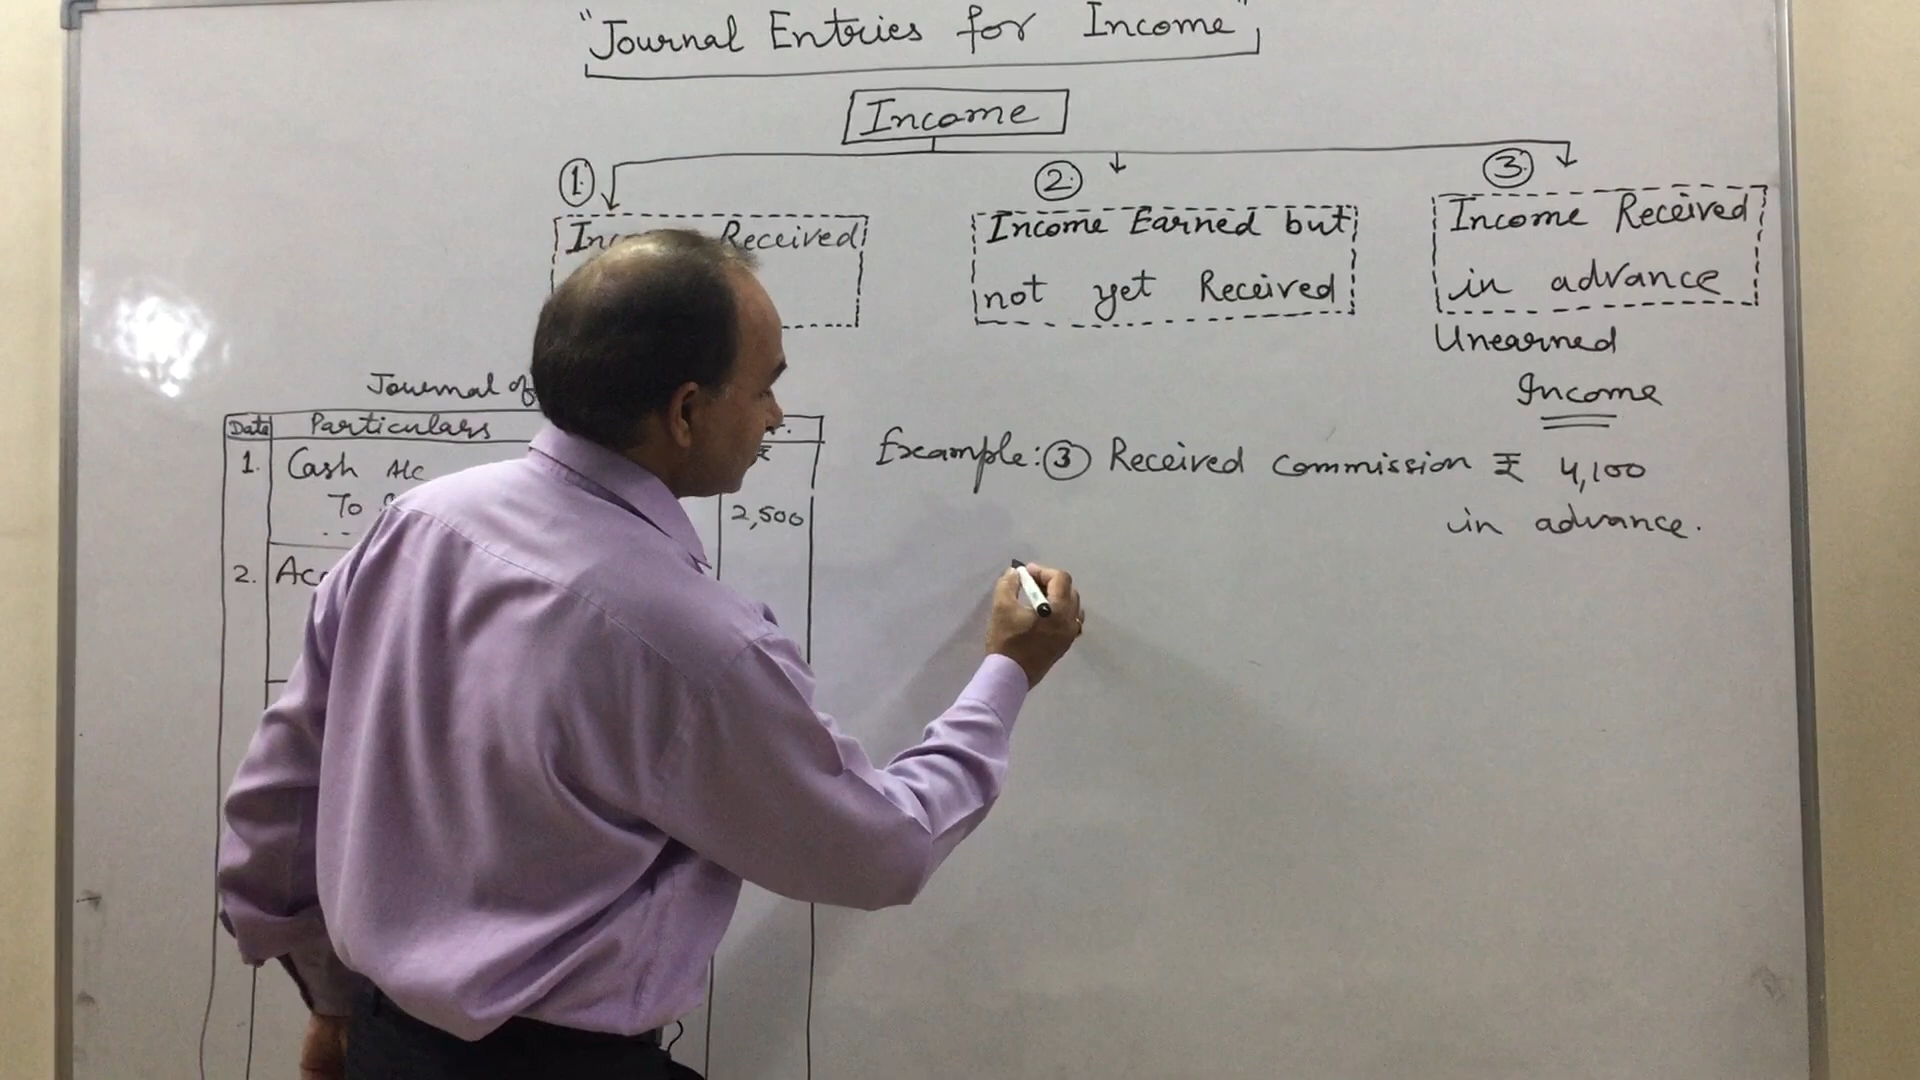 "Journal Entries for Income"
Income
1.
Received
2.
Income Earned but
not yet Received
3.
Income Received
in advance
Unearned
Income
Journal of
Date Particulars
1. Cash A/c ₹
To
2,500
2.
Example: 3 Received commission ₹ 4,100
in advance.